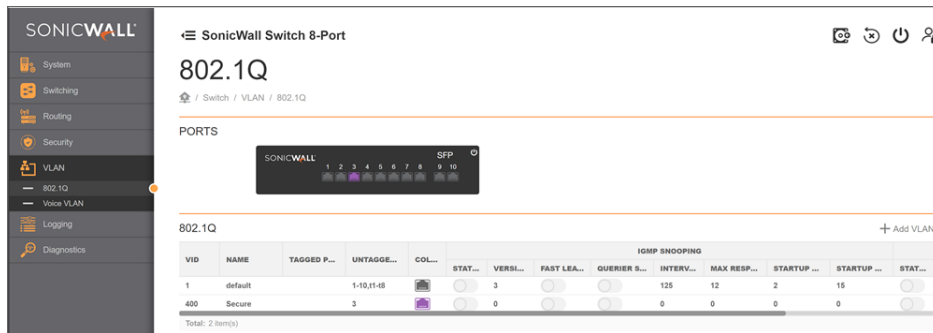 SONICWALL
SonicWall Switch 8-Port
System
Switching
Routing
Security
VLAN
802.1Q
Voice VLAN
Logging
Diagnostics
802.1Q
/ Switch / VLAN / 802.1Q
PORTS
SONICWALL
SFP
1 2 3 4 5 6 7 8 9 10
802.1Q
+ Add VLAN
IGMP SNOOPING
VID NAME TAGGED P... UNTAGGE... COL... STAT... VERSI... FAST LEA... QUERIER S... INTERV... MAX RESP... STARTUP ... STARTUP ... STAT...
1 default 1-10,t1-t8 3 125 12 2 15
400 Secure 3 0 0 0 0 0
Total: 2 item(s)